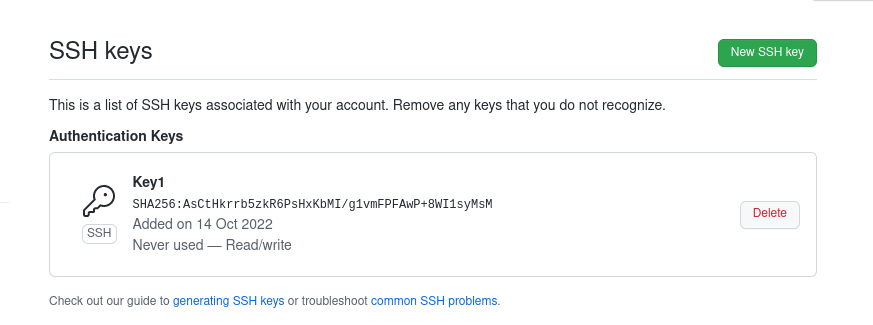 SSH keys
New SSH key
This is a list of SSH keys associated with your account. Remove any keys that you do not recognize.
Authentication Keys
Key1
SHA256:AsCtHkrrb5zkR6PsHxKbMI/g1vmFPFAwP+8WI1syMsM
Added on 14 Oct 2022
Never used — Read/write
SSH
Delete
Check out our guide to generating SSH keys or troubleshoot common SSH problems.